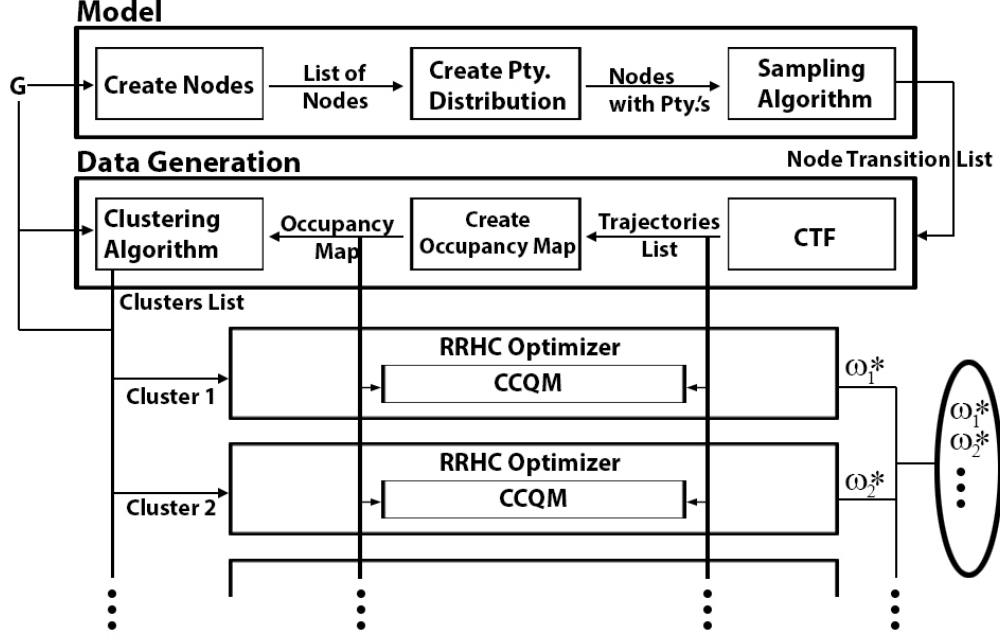 Model
G
Create Nodes
List of
Nodes
Create Pty.
Distribution
Nodes
with Pty.'s
Sampling
Algorithm
Node Transition List
Data Generation
Clustering
Algorithm
Occupancy
Map
Create
Occupancy Map
Trajectories
List
CTF
Clusters List
RRHC Optimizer
CCQM
Cluster 1
ω₁*
RRHC Optimizer
CCQM
Cluster 2
ω₂*
ω₁*
ω₂*